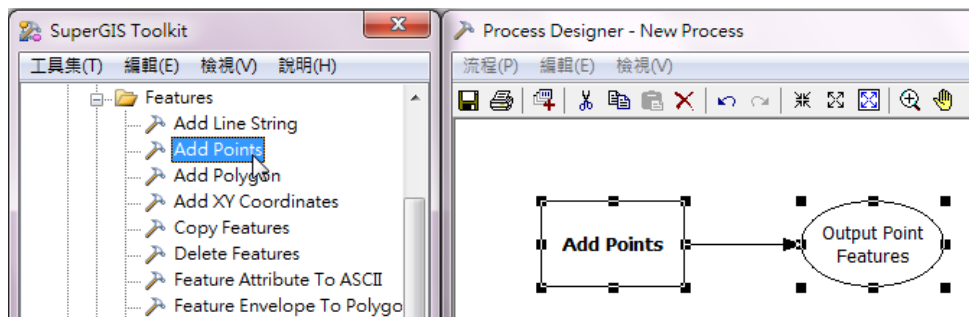 SuperGIS Toolkit
工具集(T) 編輯(E) 檢視(V) 說明(H)
Features
Add Line String
Add Points
Add Polygon
Add XY Coordinates
Copy Features
Delete Features
Feature Attribute To ASCII
Feature Envelope To Polygo
Process Designer - New Process
流程(P) 編輯(E) 檢視(V)
Add Points
Output Point
Features